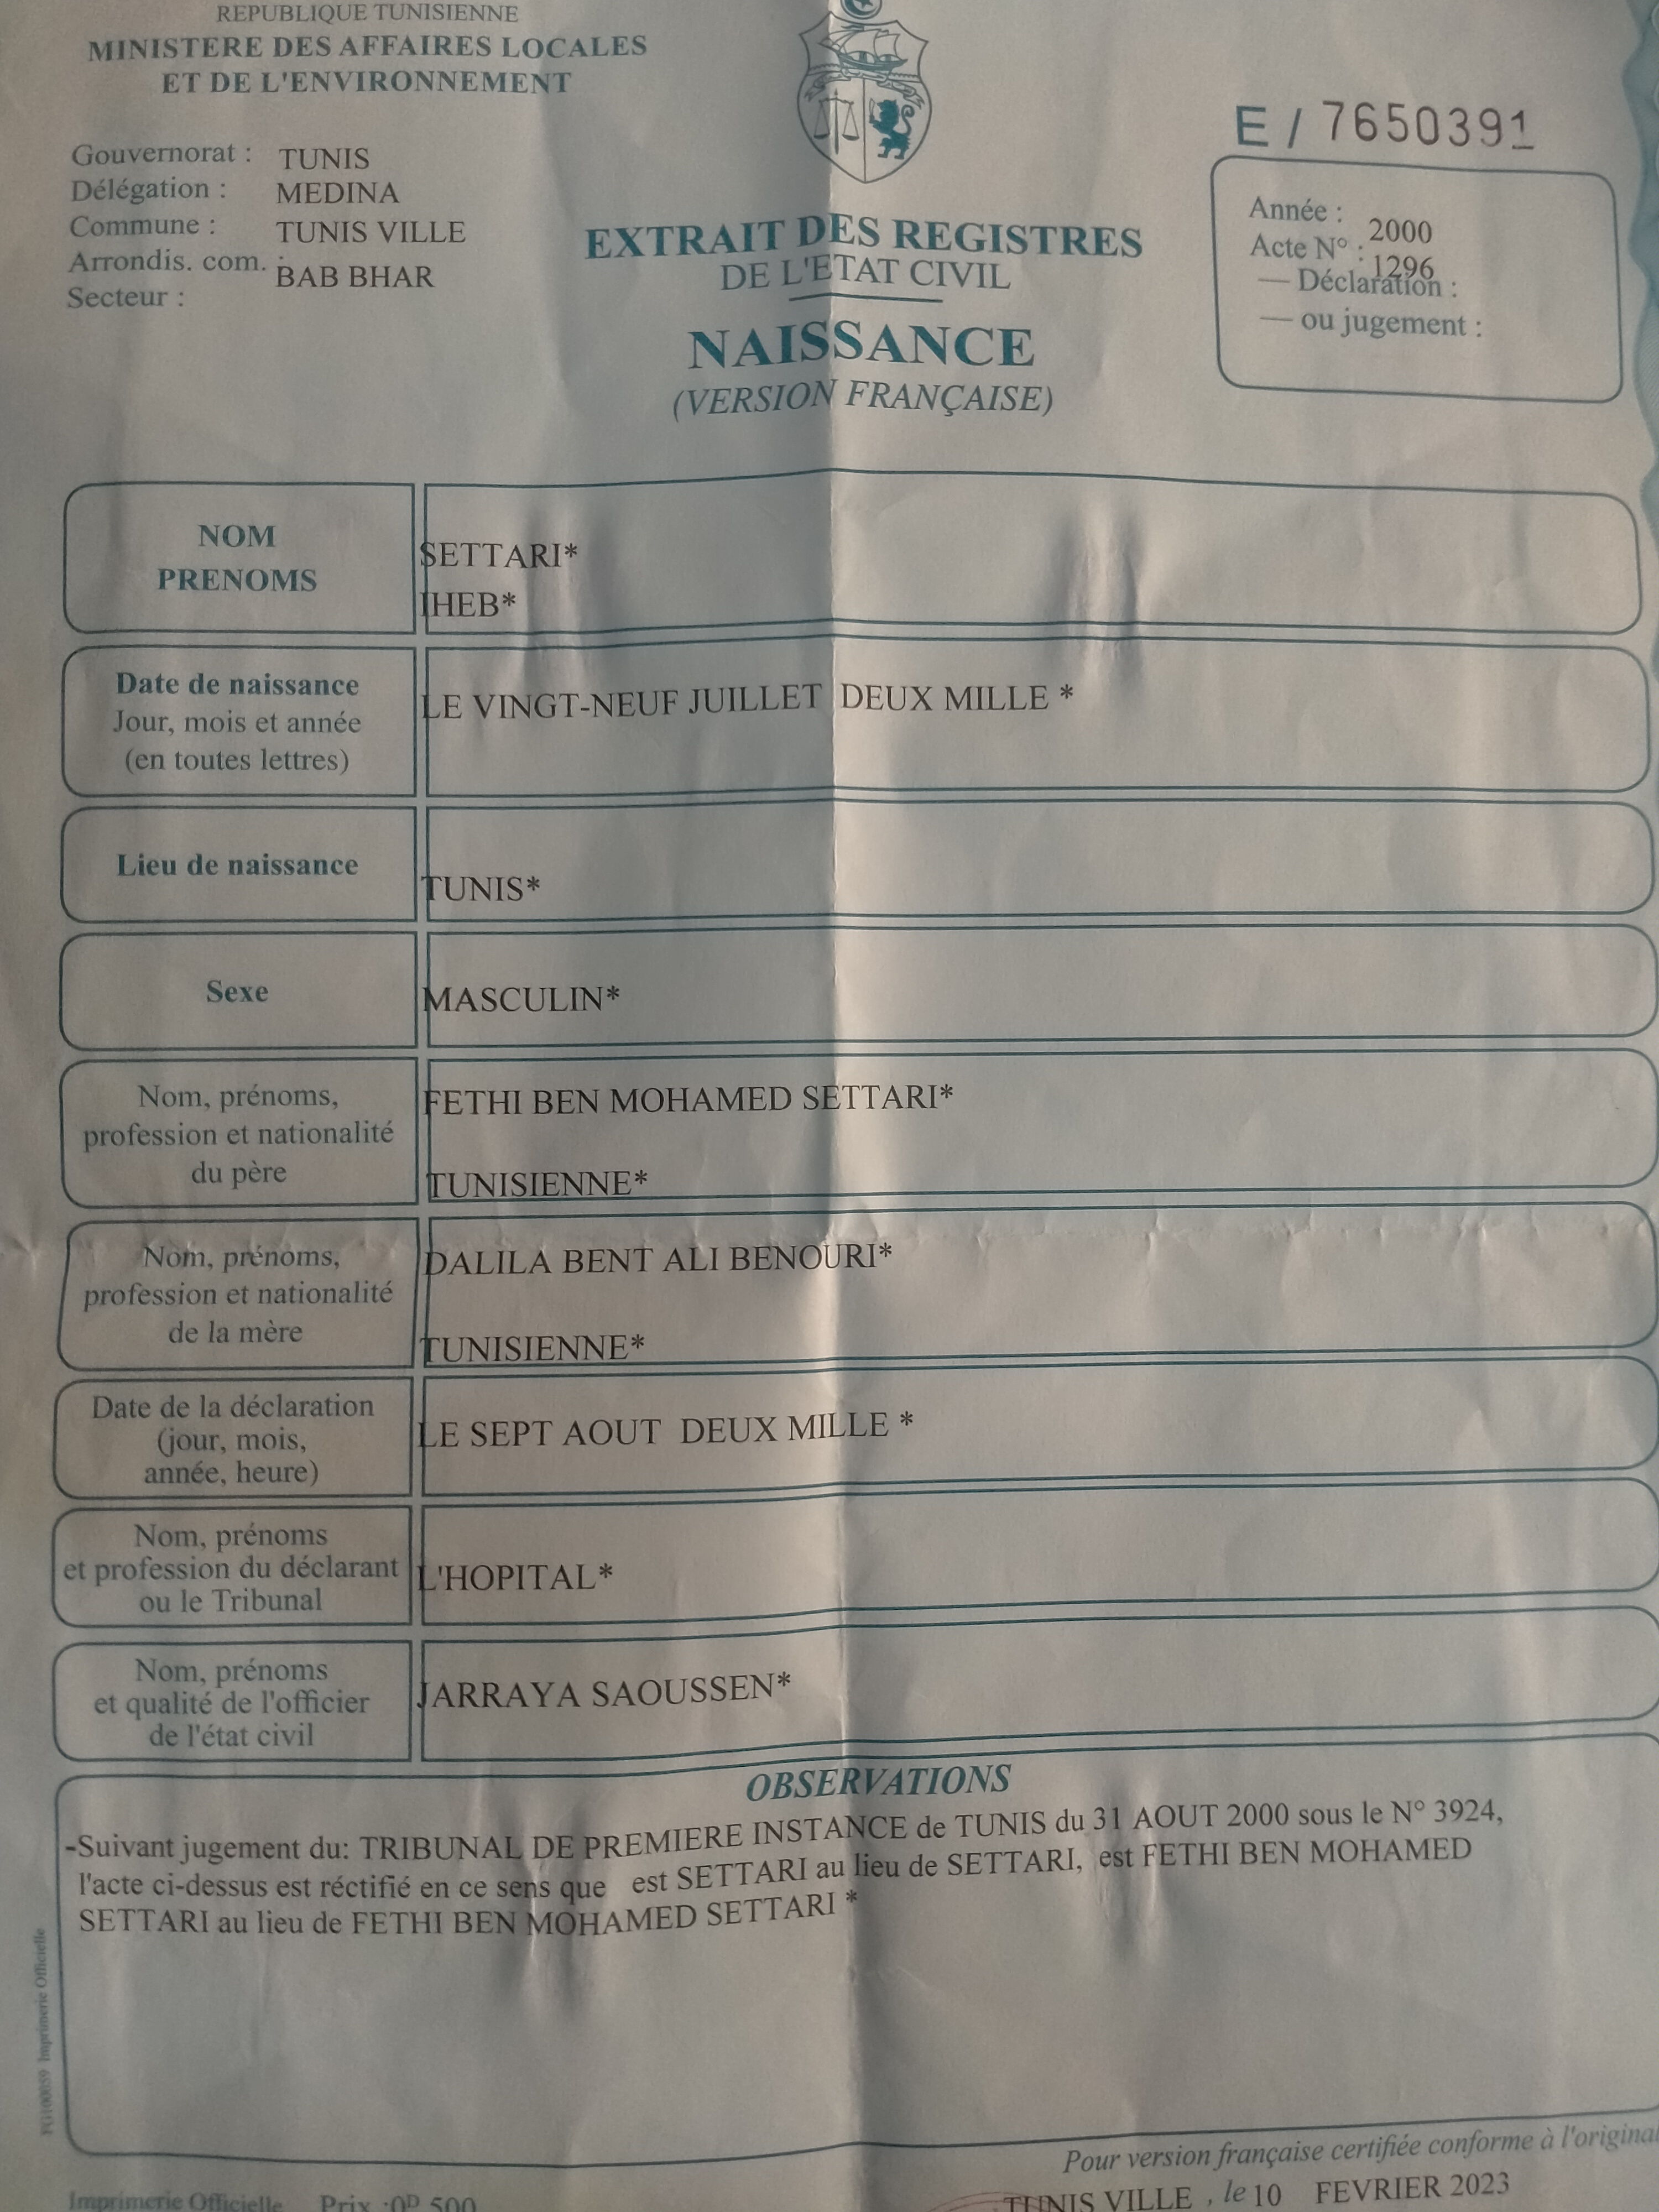 REPUBLIQUE TUNISIENNE
MINISTERE DES AFFAIRES LOCALES
ET DE L'ENVIRONNEMENT
Gouvernorat : TUNIS
Délégation : MEDINA
Commune : TUNIS VILLE
Arrondis. com. : BAB BHAR
Secteur :
EXTRAIT DES REGISTRES
DE L'ETAT CIVIL
NAISSANCE
(VERSION FRANÇAISE)
E / 7650391
Année : 2000
Acte N° : 1296
— Déclaration :
— ou jugement :
NOM
PRENOMS
SETTARI*
IHEB*
Date de naissance
Jour, mois et année
(en toutes lettres)
LE VINGT-NEUF JUILLET DEUX MILLE *
Lieu de naissance
TUNIS*
Sexe
MASCULIN*
Nom, prénoms,
profession et nationalité
du père
FETHI BEN MOHAMED SETTARI*
TUNISIENNE*
Nom, prénoms,
profession et nationalité
de la mère
DALILA BENT ALI BENOURI*
TUNISIENNE*
Date de la déclaration
(jour, mois,
année, heure)
LE SEPT AOUT DEUX MILLE *
Nom, prénoms
et profession du déclarant
ou le Tribunal
L'HOPITAL*
Nom, prénoms
et qualité de l'officier
de l'état civil
JARRAYA SAOUSSEN*
OBSERVATIONS
-Suivant jugement du: TRIBUNAL DE PREMIERE INSTANCE de TUNIS du 31 AOUT 2000 sous le N° 3924,
l'acte ci-dessus est réctifié en ce sens que est SETTARI au lieu de SETTARI, est FETHI BEN MOHAMED
SETTARI au lieu de FETHI BEN MOHAMED SETTARI *
Imprimerie Officielle
Pour version française certifiée conforme à l'original
TUNIS VILLE , le 10 FEVRIER 2023
Imprimerie Officielle Prix :0D 500